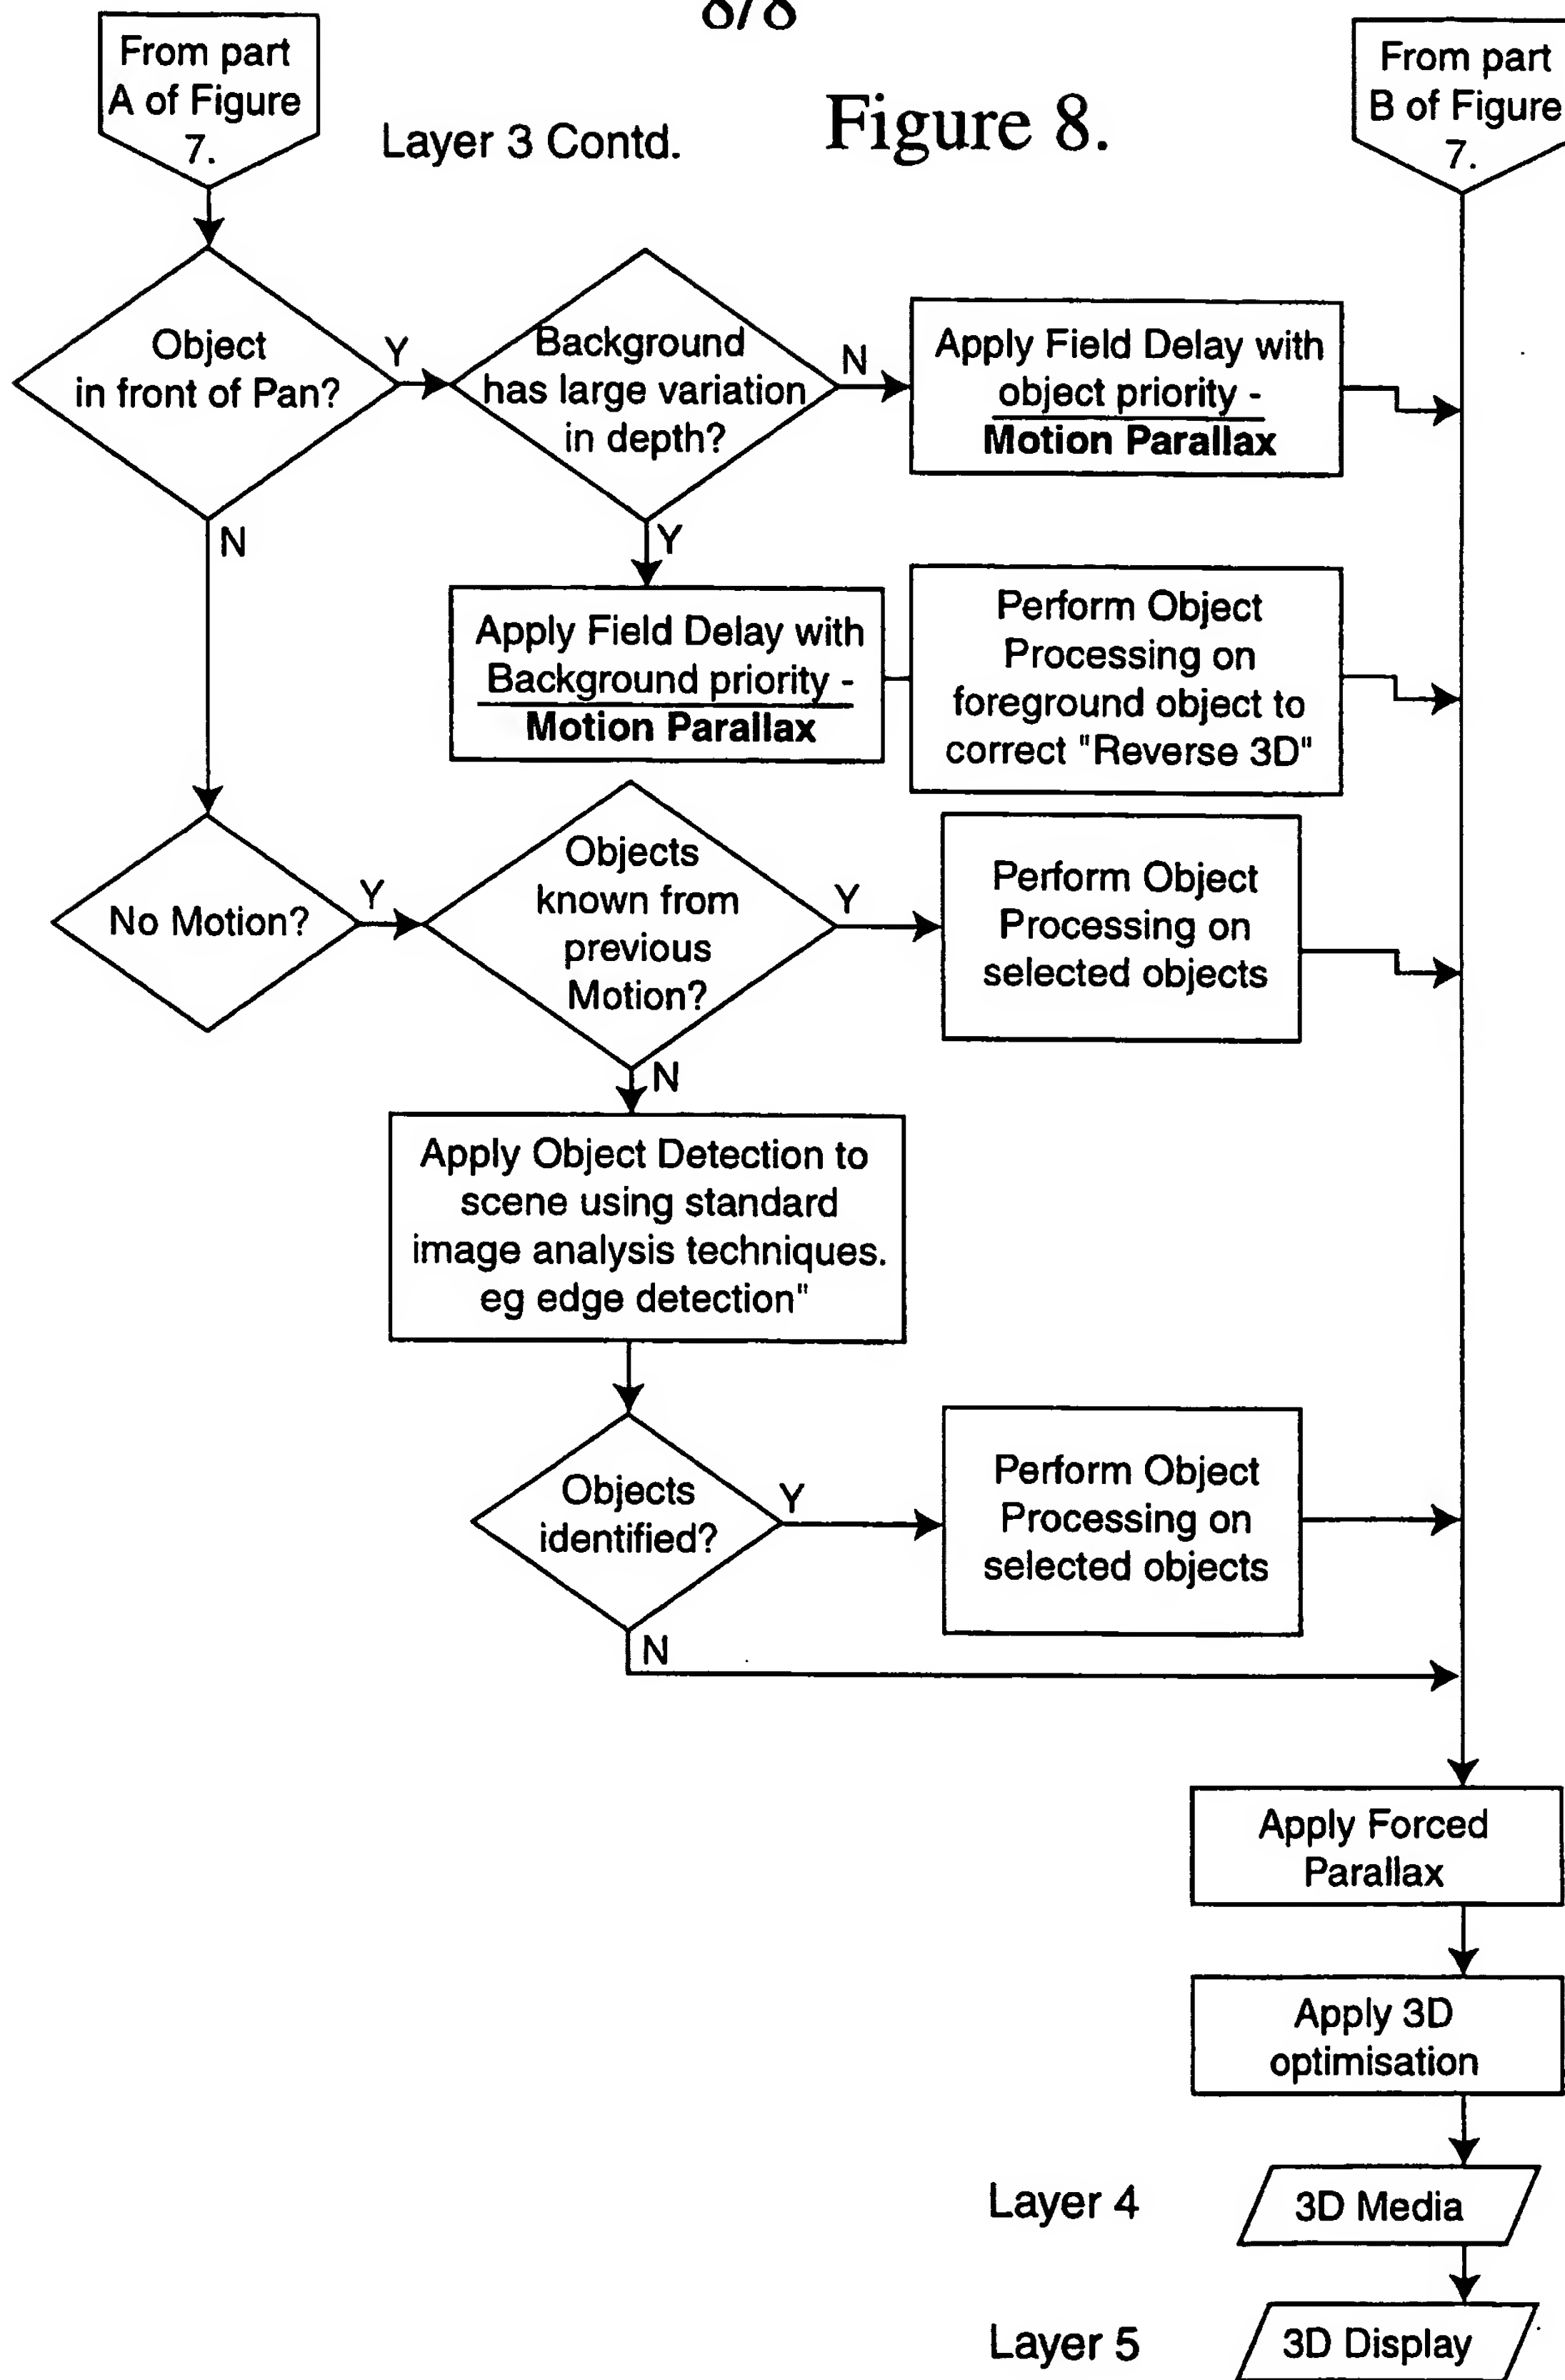 8/8
From part
A of Figure
7.
Layer 3 Contd.
Figure 8.
From part
B of Figure
7.
Object
in front of Pan?
Y
N
Background
has large variation
in depth?
N
Y
Apply Field Delay with
object priority -
Motion Parallax
Apply Field Delay with
Background priority -
Motion Parallax
Perform Object
Processing on
foreground object to
correct "Reverse 3D"
No Motion?
Y
Objects
known from
previous
Motion?
Y
N
Perform Object
Processing on
selected objects
Apply Object Detection to
scene using standard
image analysis techniques.
eg edge detection"
Objects
identified?
Y
N
Perform Object
Processing on
selected objects
Apply Forced
Parallax
Apply 3D
optimisation
Layer 4
3D Media
Layer 5
3D Display